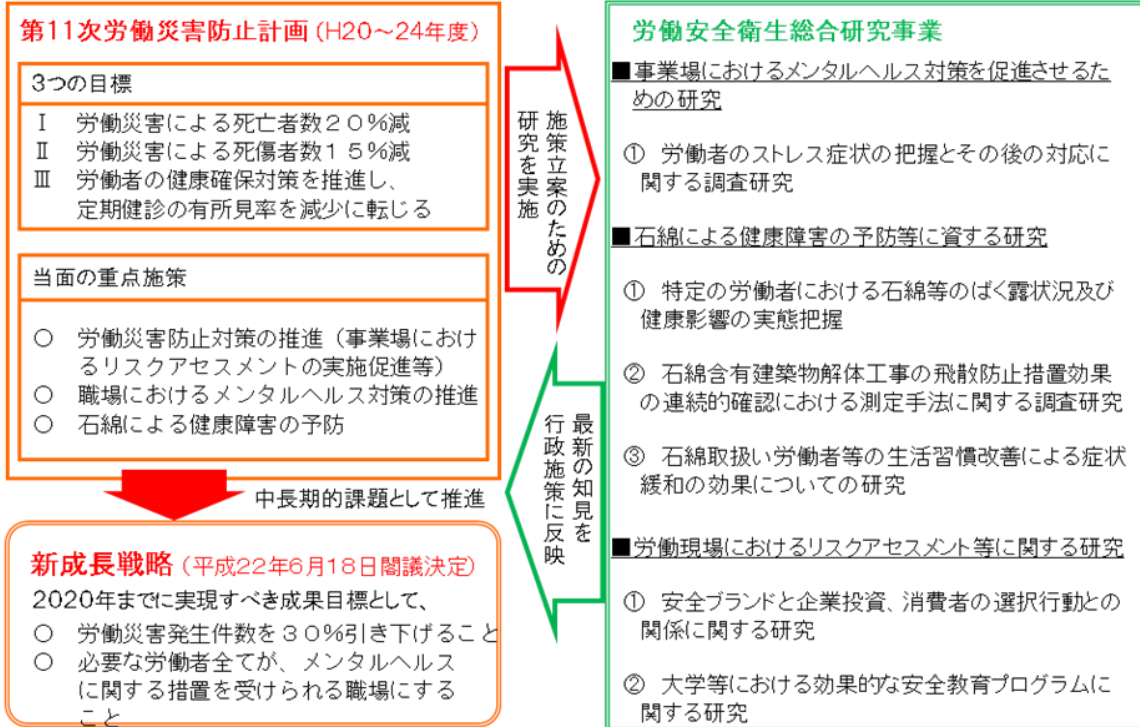 第11次労働災害防止計画(H20～24年度)
3つの目標
Ⅰ 労働災害による死亡者数２０％減
Ⅱ 労働災害による死傷者数１５％減
Ⅲ 労働者の健康確保対策を推進し、
定期健診の有所見率を減少に転じる
当面の重点施策
○ 労働災害防止対策の推進（事業場におけ
るリスクアセスメントの実施促進等）
○ 職場におけるメンタルヘルス対策の推進
○ 石綿による健康障害の予防
中長期的課題として推進
新成長戦略(平成22年6月18日閣議決定)
2020年までに実現すべき成果目標として、
○ 労働災害発生件数を３０％引き下げること
○ 必要な労働者全てが、メンタルヘルス
に関する措置を受けられる職場にする
こと
施策立案のための
研究を実施
最新の知見を
行政施策に反映
労働安全衛生総合研究事業
■事業場におけるメンタルヘルス対策を促進させるた
めの研究
① 労働者のストレス症状の把握とその後の対応に
関する調査研究
■石綿による健康障害の予防等に資する研究
① 特定の労働者における石綿等のばく露状況及び
健康影響の実態把握
② 石綿含有建築物解体工事の飛散防止措置効果
の連続的確認における測定手法に関する調査研究
③ 石綿取扱い労働者等の生活習慣改善による症状
緩和の効果についての研究
■労働現場におけるリスクアセスメント等に関する研究
① 安全ブランドと企業投資、消費者の選択行動との
関係に関する研究
② 大学等における効果的な安全教育プログラムに
関する研究